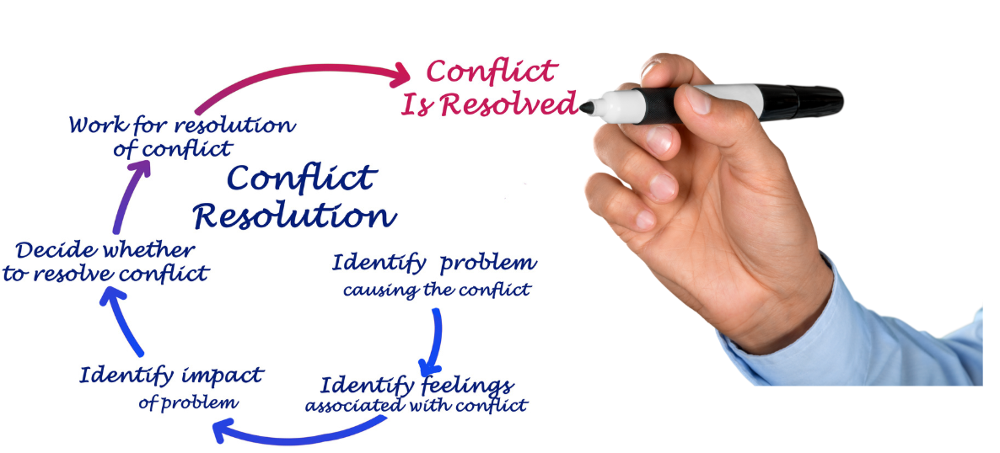 Conflict
Is Resolved
Work for resolution
of conflict
Conflict
Resolution
Decide whether
to resolve conflict
Identify problem
causing the conflict
Identify impact
of problem
Identify feelings
associated with conflict